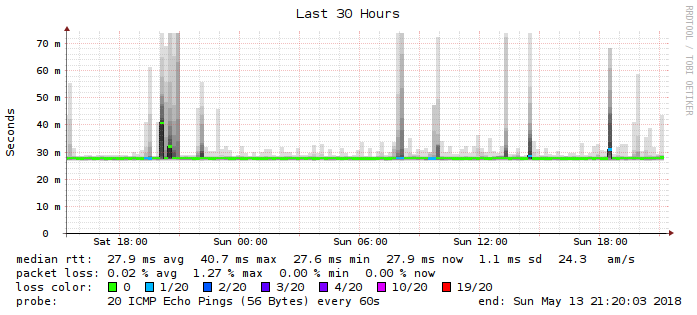 Last 30 Hours
RRDTOOL / TOBI OETIKER
Seconds
70 m
60 m
50 m
40 m
30 m
20 m
10 m
0
Sat 18:00 Sun 00:00 Sun 06:00 Sun 12:00 Sun 18:00
median rtt: 27.9 ms avg 40.7 ms max 27.6 ms min 27.9 ms now 1.1 ms sd 24.3 am/s
packet loss: 0.02 % avg 1.27 % max 0.00 % min 0.00 % now
loss color: 0 1/20 2/20 3/20 4/20 10/20 19/20
probe: 20 ICMP Echo Pings (56 Bytes) every 60s end: Sun May 13 21:20:03 2018